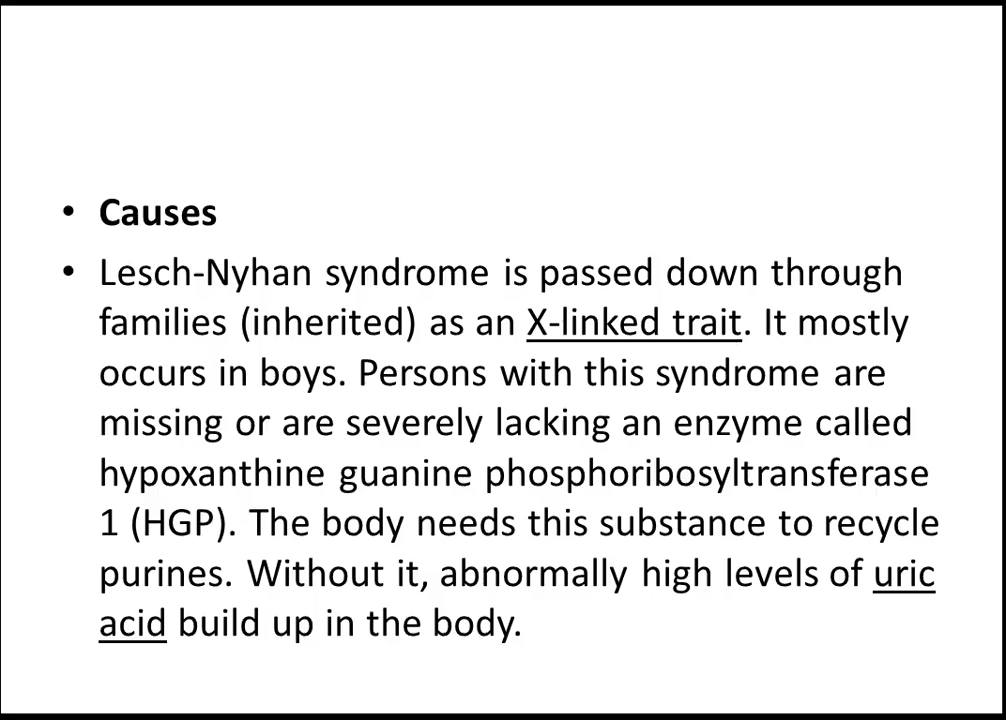 • Causes
• Lesch-Nyhan syndrome is passed down through
families (inherited) as an X-linked trait. It mostly
occurs in boys. Persons with this syndrome are
missing or are severely lacking an enzyme called
hypoxanthine guanine phosphoribosyltransferase
1 (HGP). The body needs this substance to recycle
purines. Without it, abnormally high levels of uric
acid build up in the body.